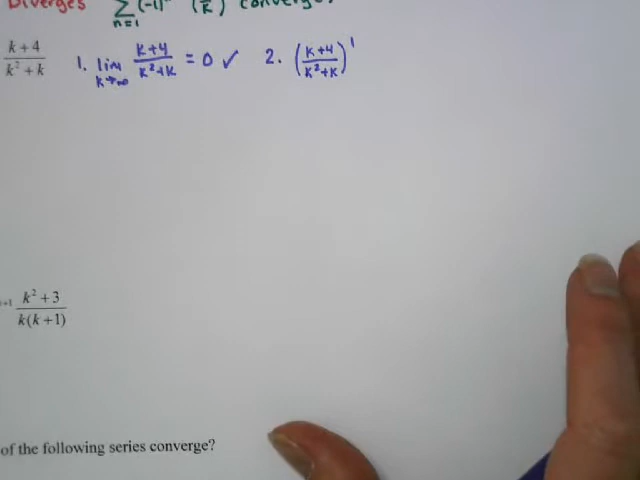 Diverges ∑ (-1) converge
n=1
k+4 / k² + k 1. lim k→∞ k+4 / k²+k = 0 ✓ 2. (k+4 / k²+k)'
+1 k² + 3 / k(k+1)
of the following series converge?